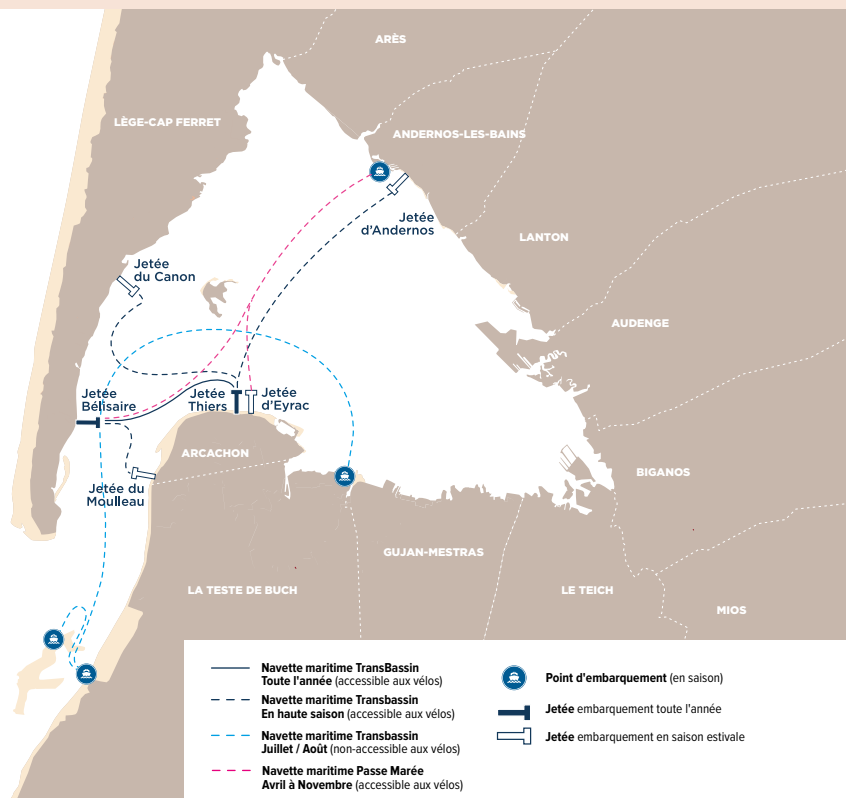 ARÈS
LÈGE-CAP FERRET
ANDERNOS-LES-BAINS
Jetée
d'Andernos
LANTON
Jetée
du Canon
AUDENGE
Jetée
Bélisaire
Jetée
Thiers
Jetée
d'Eyrac
ARCACHON
BIGANOS
Jetée du
Moulleau
GUJAN-MESTRAS
LA TESTE DE BUCH
LE TEICH
MIOS
Navette maritime TransBassin
Toute l'année (accessible aux vélos)
Navette maritime Transbassin
En haute saison (accessible aux vélos)
Navette maritime Transbassin
Juillet / Août (non-accessible aux vélos)
Navette maritime Passe Marée
Avril à Novembre (accessible aux vélos)
Point d'embarquement (en saison)
Jetée embarquement toute l'année
Jetée embarquement en saison estivale